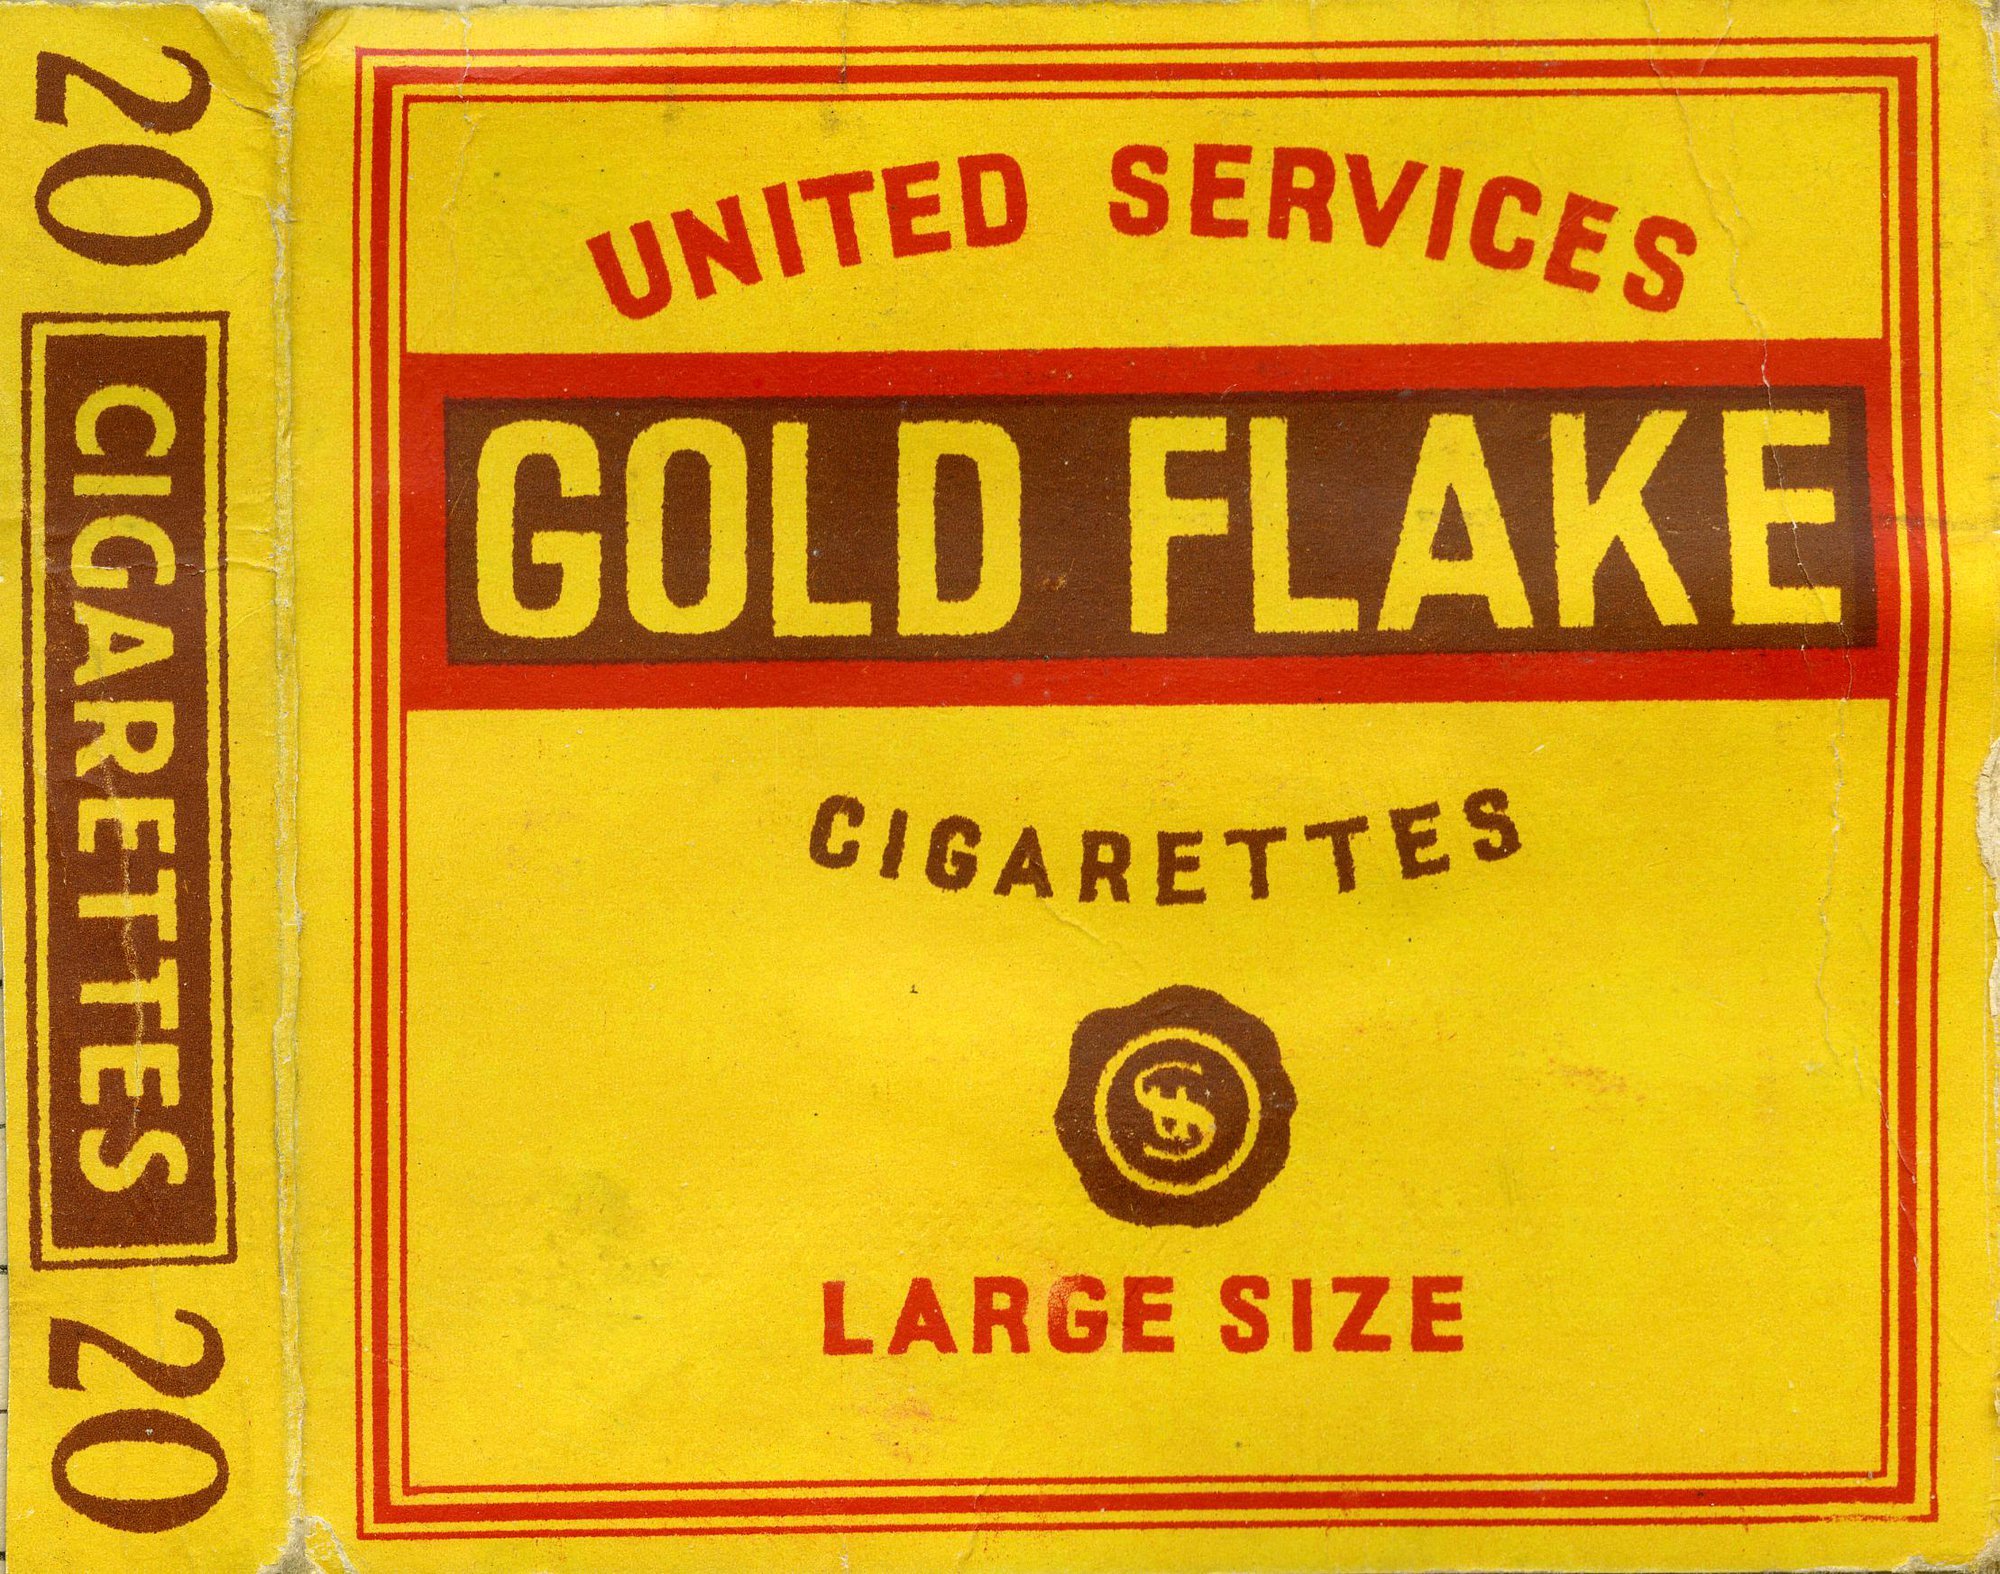 20 CIGARETTES 20
UNITED SERVICES
GOLD FLAKE
CIGARETTES
LARGE SIZE